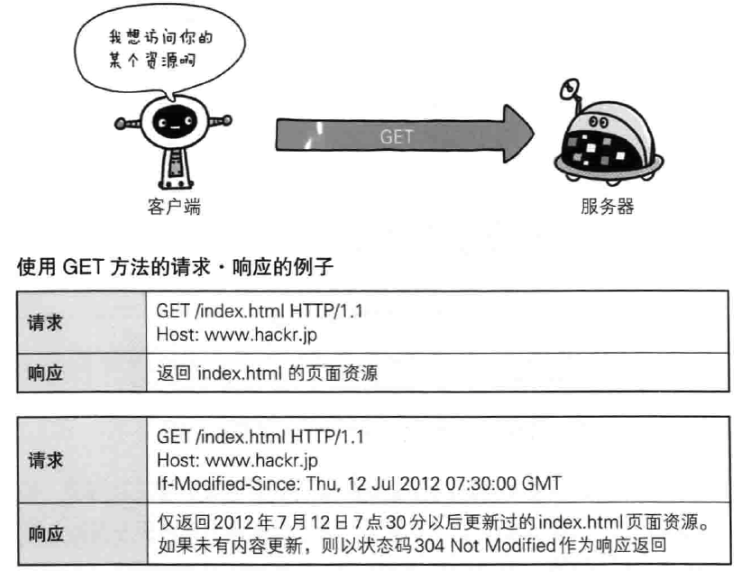 我想访问你的
某个资源啊
GET
客户端
服务器
使用 GET 方法的请求・响应的例子
请求
GET /index.html HTTP/1.1
Host: www.hackr.jp
响应
返回 index.html 的页面资源
请求
GET /index.html HTTP/1.1
Host: www.hackr.jp
If-Modified-Since: Thu, 12 Jul 2012 07:30:00 GMT
响应
仅返回2012年7月12日7点30分以后更新过的index.html页面资源。
如果未有内容更新，则以状态码304 Not Modified作为响应返回